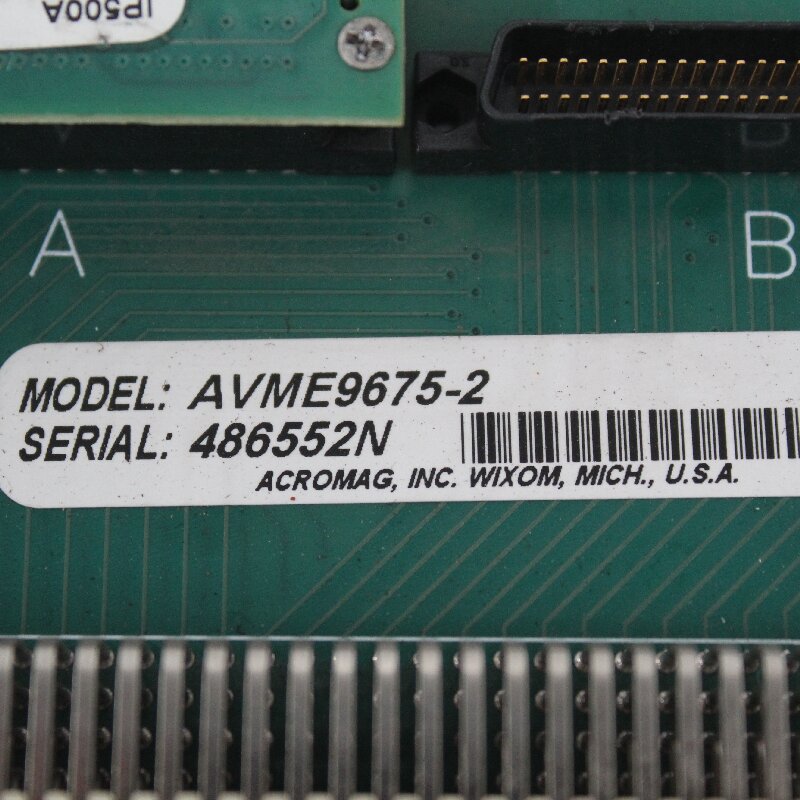 IP500A
A
B
MODEL: AVME9675-2
SERIAL: 486552N
ACROMAG, INC. WIXOM, MICH., U.S.A.